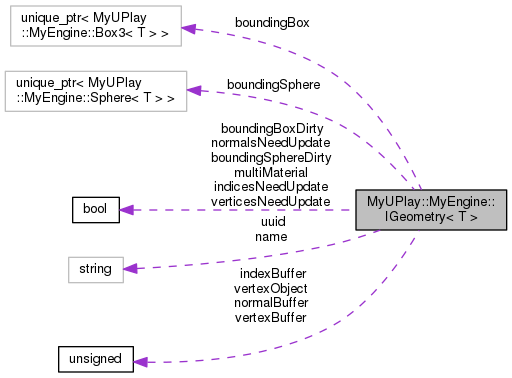 unique_ptr< MyUPlay
::MyEngine::Box3< T > >
boundingBox
unique_ptr< MyUPlay
::MyEngine::Sphere< T > >
boundingSphere
boundingBoxDirty
normalsNeedUpdate
boundingSphereDirty
multiMaterial
indicesNeedUpdate
verticesNeedUpdate
bool
MyUPlay::MyEngine::
IGeometry< T >
uuid
name
string
indexBuffer
vertexObject
normalBuffer
vertexBuffer
unsigned